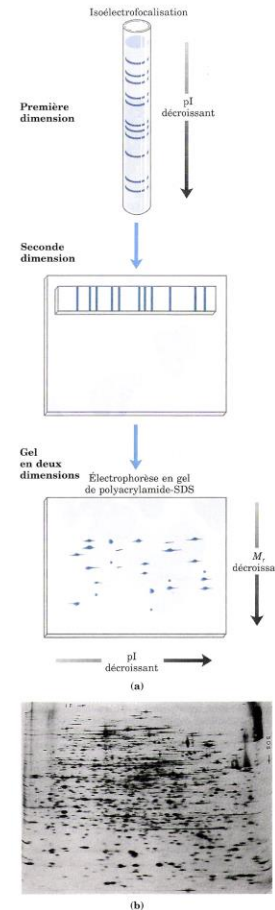 Isoélectrofocalisation
Première
dimension
pI
décroissant
Seconde
dimension
Gel
en deux
dimensions
Électrophorèse en gel
de polyacrylamide-SDS
Mr
décroissa
pI
décroissant
(a)
(b)